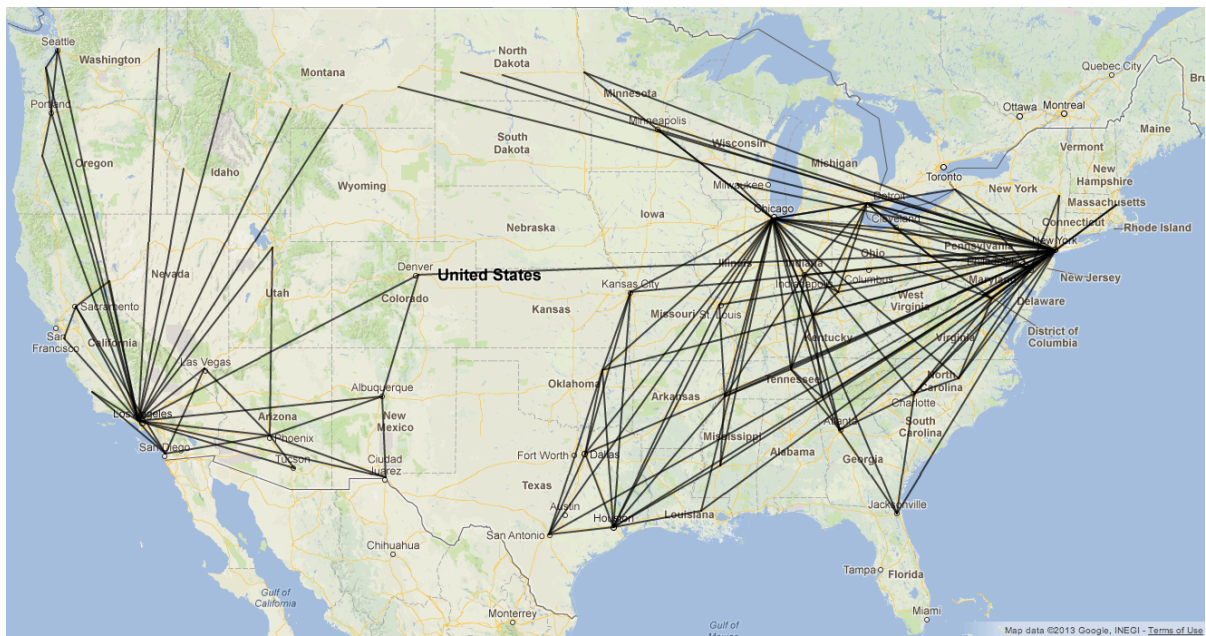 Seattle
Washington
Montana
North
Dakota
Minnesota
Quebec City
Bru
Ottawa
Montreal
Maine
Portland
Minneapolis
South
Dakota
Wisconsin
Michigan
Toronto
Vermont
New
Hampshire
Oregon
Idaho
Wyoming
Milwaukee
Detroit
New York
Massachusetts
Iowa
Chicago
Cleveland
Connecticut
Rhode Island
Nebraska
New York
Pennsylvania
Nevada
Utah
Denver
United States
Illinois
Indiana
Ohio
Philadelphia
New Jersey
Colorado
Kansas City
Indianapolis
Columbus
Maryland
Sacramento
Kansas
Missouri
St. Louis
West
Virginia
Delaware
San
Francisco
California
Kentucky
Virginia
District of
Columbia
Las Vegas
Albuquerque
Oklahoma
Tennessee
North
Carolina
Arkansas
Charlotte
Los Angeles
Arizona
New
Mexico
Mississippi
Atlanta
South
Carolina
Phoenix
San Diego
Tucson
Ciudad
Juarez
Fort Worth
Dallas
Alabama
Georgia
Texas
Austin
Houston
Louisiana
Jacksonville
San Antonio
Chihuahua
Tampa
Florida
Gulf of
California
Monterrey
Miami
Gulf of
Map data ©2013 Google, INEGI - Terms of Use